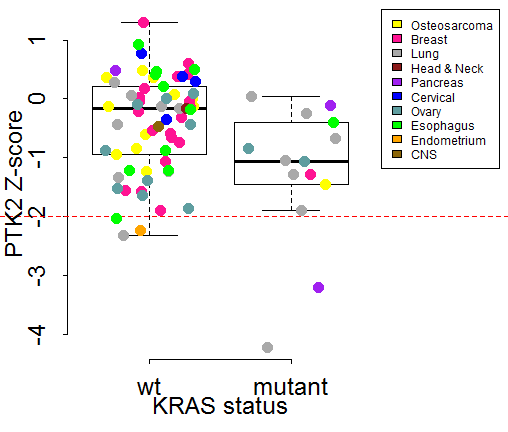 PTK2 Z-score
1
0
-1
-2
-3
-4
wt
mutant
KRAS status
Osteosarcoma
Breast
Lung
Head & Neck
Pancreas
Cervical
Ovary
Esophagus
Endometrium
CNS